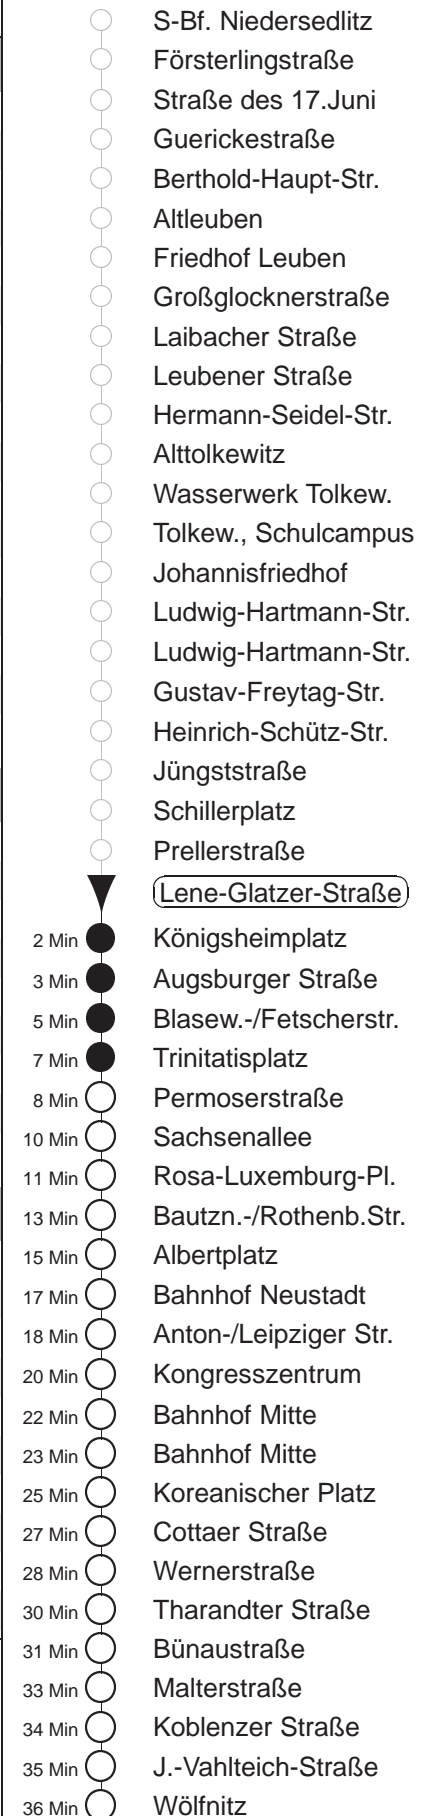 S-Bf. Niedersedlitz
Försterlingstraße
Straße des 17.Juni
Guerickestraße
Berthold-Haupt-Str.
Altleuben
Friedhof Leuben
Großglocknerstraße
Laibacher Straße
Leubener Straße
Hermann-Seidel-Str.
Alttolkewitz
Wasserwerk Tolkew.
Tolkew., Schulcampus
Johannisfriedhof
Ludwig-Hartmann-Str.
Ludwig-Hartmann-Str.
Gustav-Freytag-Str.
Heinrich-Schütz-Str.
Jüngststraße
Schillerplatz
Prellerstraße
Lene-Glatzer-Straße
2 Min Königsheimplatz
3 Min Augsburger Straße
5 Min Blasew.-/Fetscherstr.
7 Min Trinitatisplatz
8 Min Permoserstraße
10 Min Sachsenallee
11 Min Rosa-Luxemburg-Pl.
13 Min Bautzn.-/Rothenb.Str.
15 Min Albertplatz
17 Min Bahnhof Neustadt
18 Min Anton-/Leipziger Str.
20 Min Kongresszentrum
22 Min Bahnhof Mitte
23 Min Bahnhof Mitte
25 Min Koreanischer Platz
27 Min Cottaer Straße
28 Min Wernerstraße
30 Min Tharandter Straße
31 Min Bünaustraße
33 Min Malterstraße
34 Min Koblenzer Straße
35 Min J.-Vahlteich-Straße
36 Min Wölfnitz